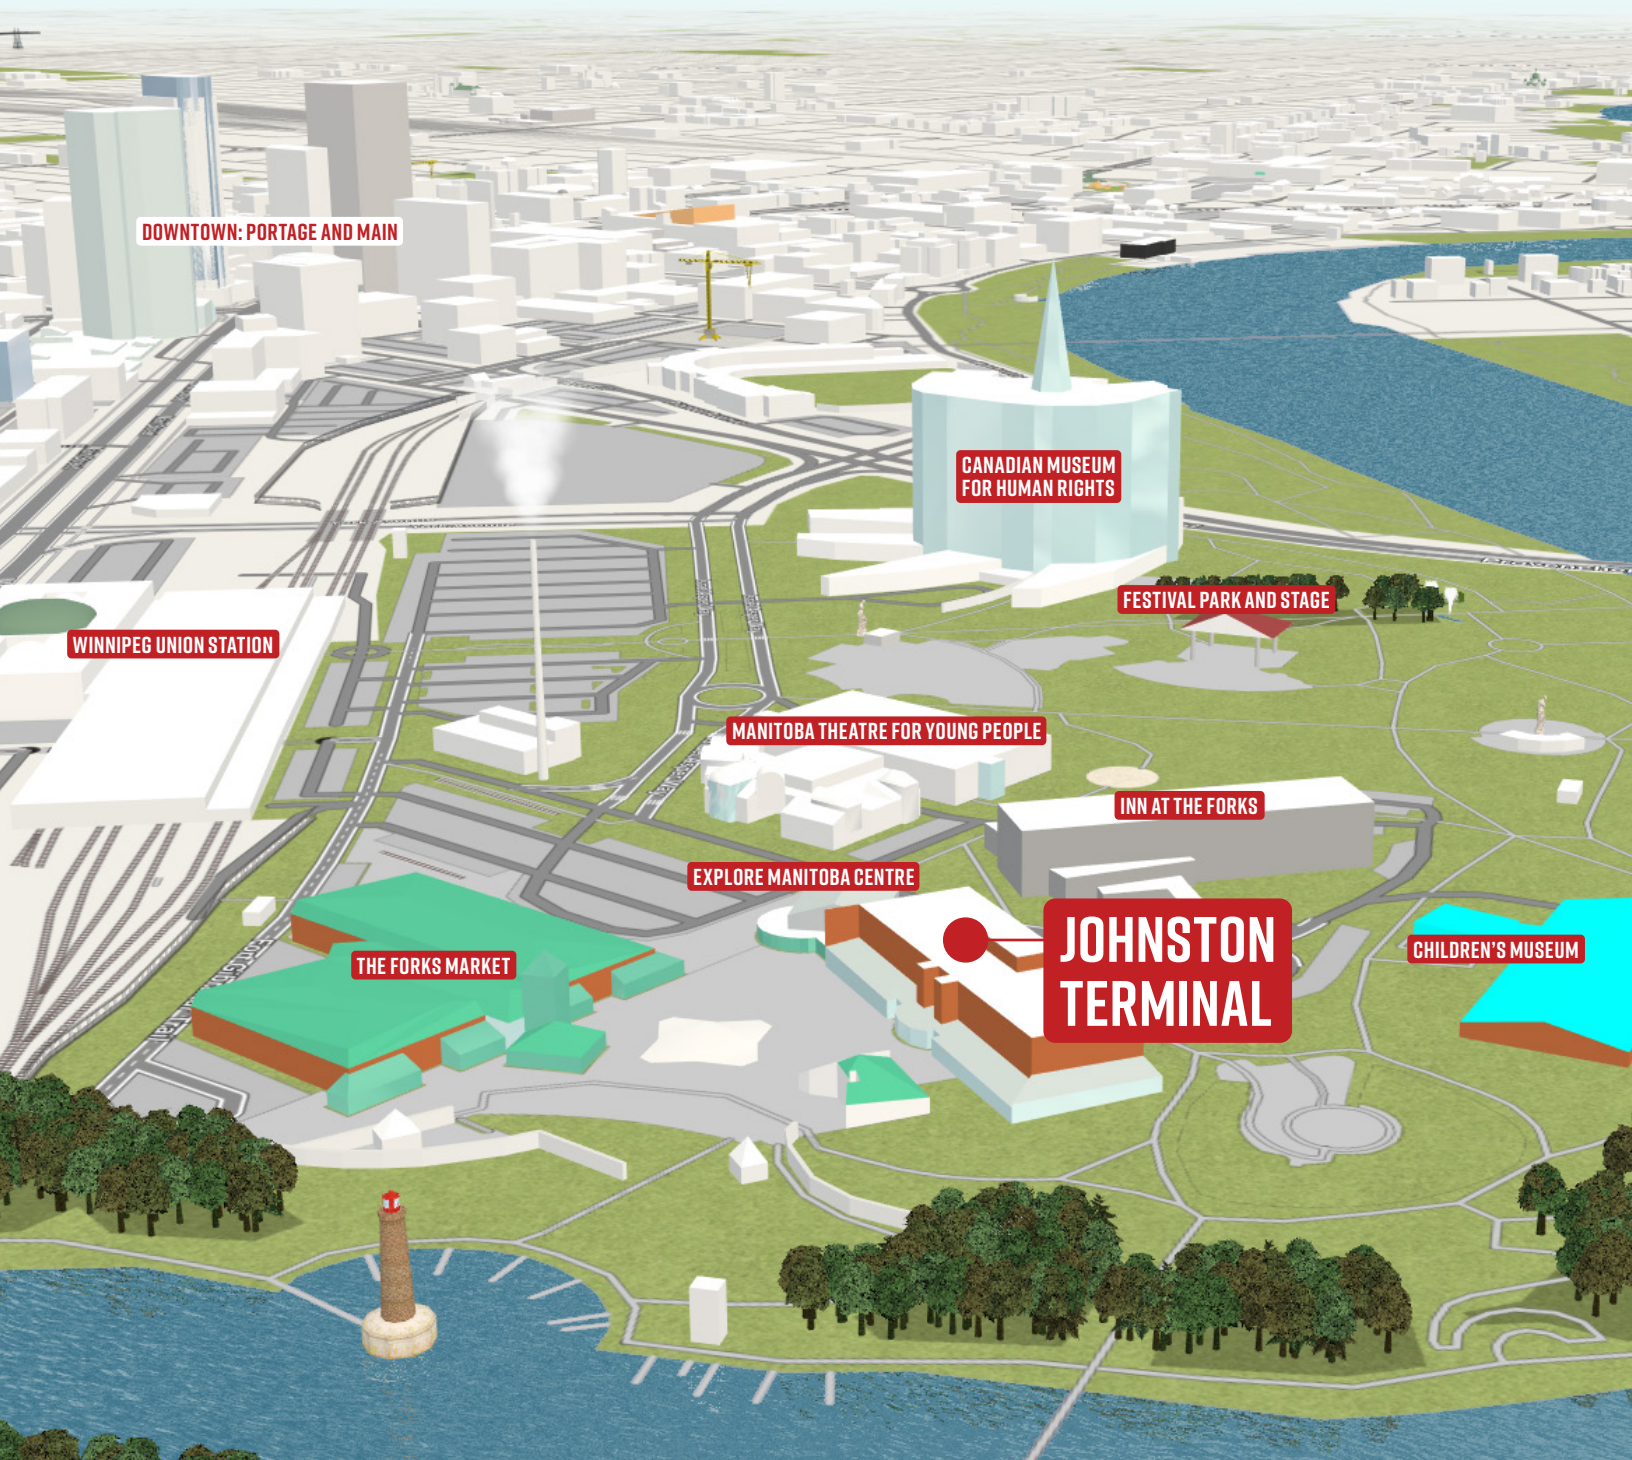 DOWNTOWN: PORTAGE AND MAIN
CANADIAN MUSEUM
FOR HUMAN RIGHTS
FESTIVAL PARK AND STAGE
WINNIPEG UNION STATION
MANITOBA THEATRE FOR YOUNG PEOPLE
INN AT THE FORKS
EXPLORE MANITOBA CENTRE
JOHNSTON
TERMINAL
CHILDREN'S MUSEUM
THE FORKS MARKET